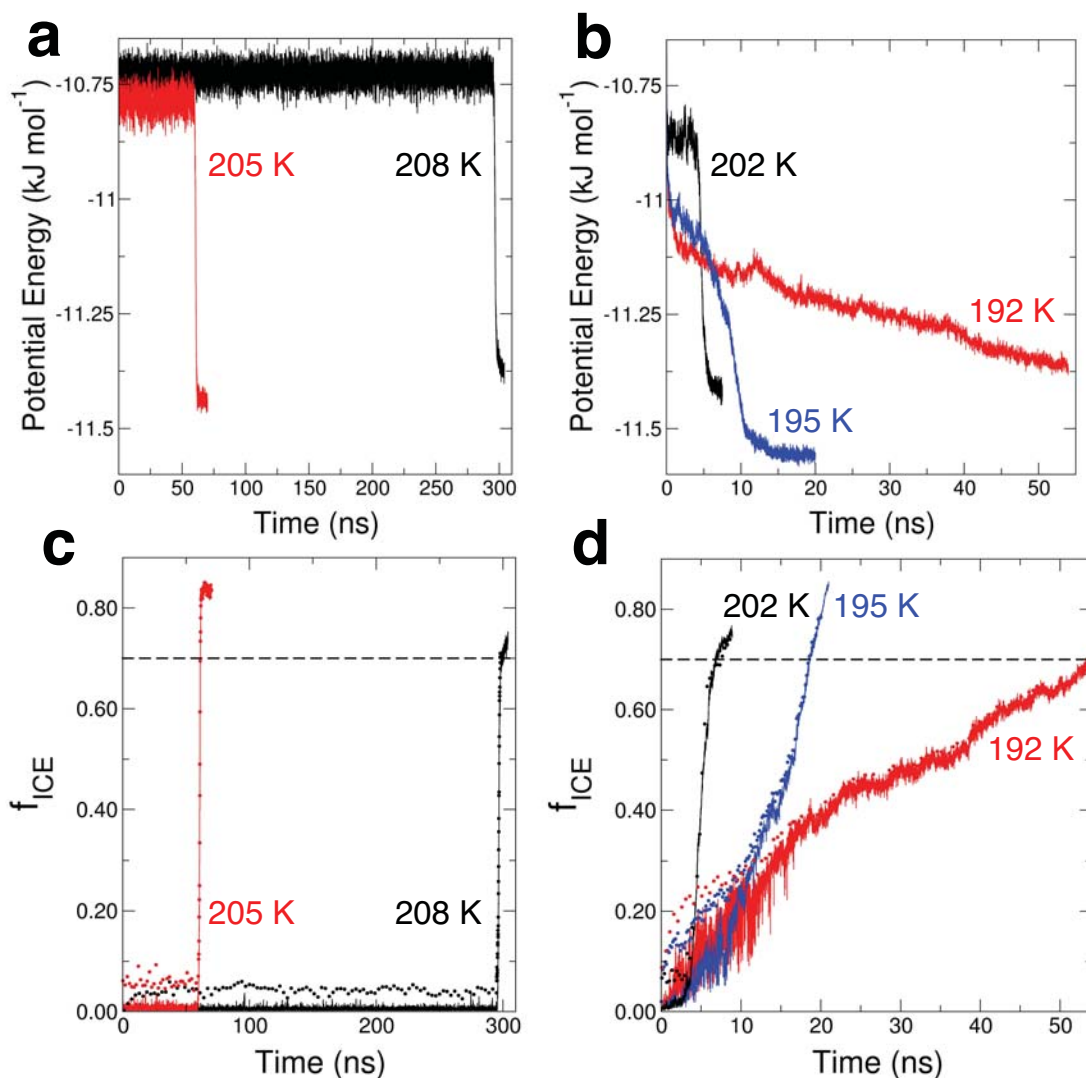 a
Potential Energy (kJ mol⁻¹)
-10.75
-11
-11.25
-11.5
205 K
208 K
0 50 100 150 200 250 300
Time (ns)
b
Potential Energy (kJ mol⁻¹)
-10.75
-11
-11.25
-11.5
202 K
192 K
195 K
0 10 20 30 40 50
Time (ns)
c
f_ICE
0.80
0.60
0.40
0.20
0.00
205 K
208 K
0 100 200 300
Time (ns)
d
f_ICE
0.80
0.60
0.40
0.20
0.00
202 K
195 K
192 K
0 10 20 30 40 50
Time (ns)